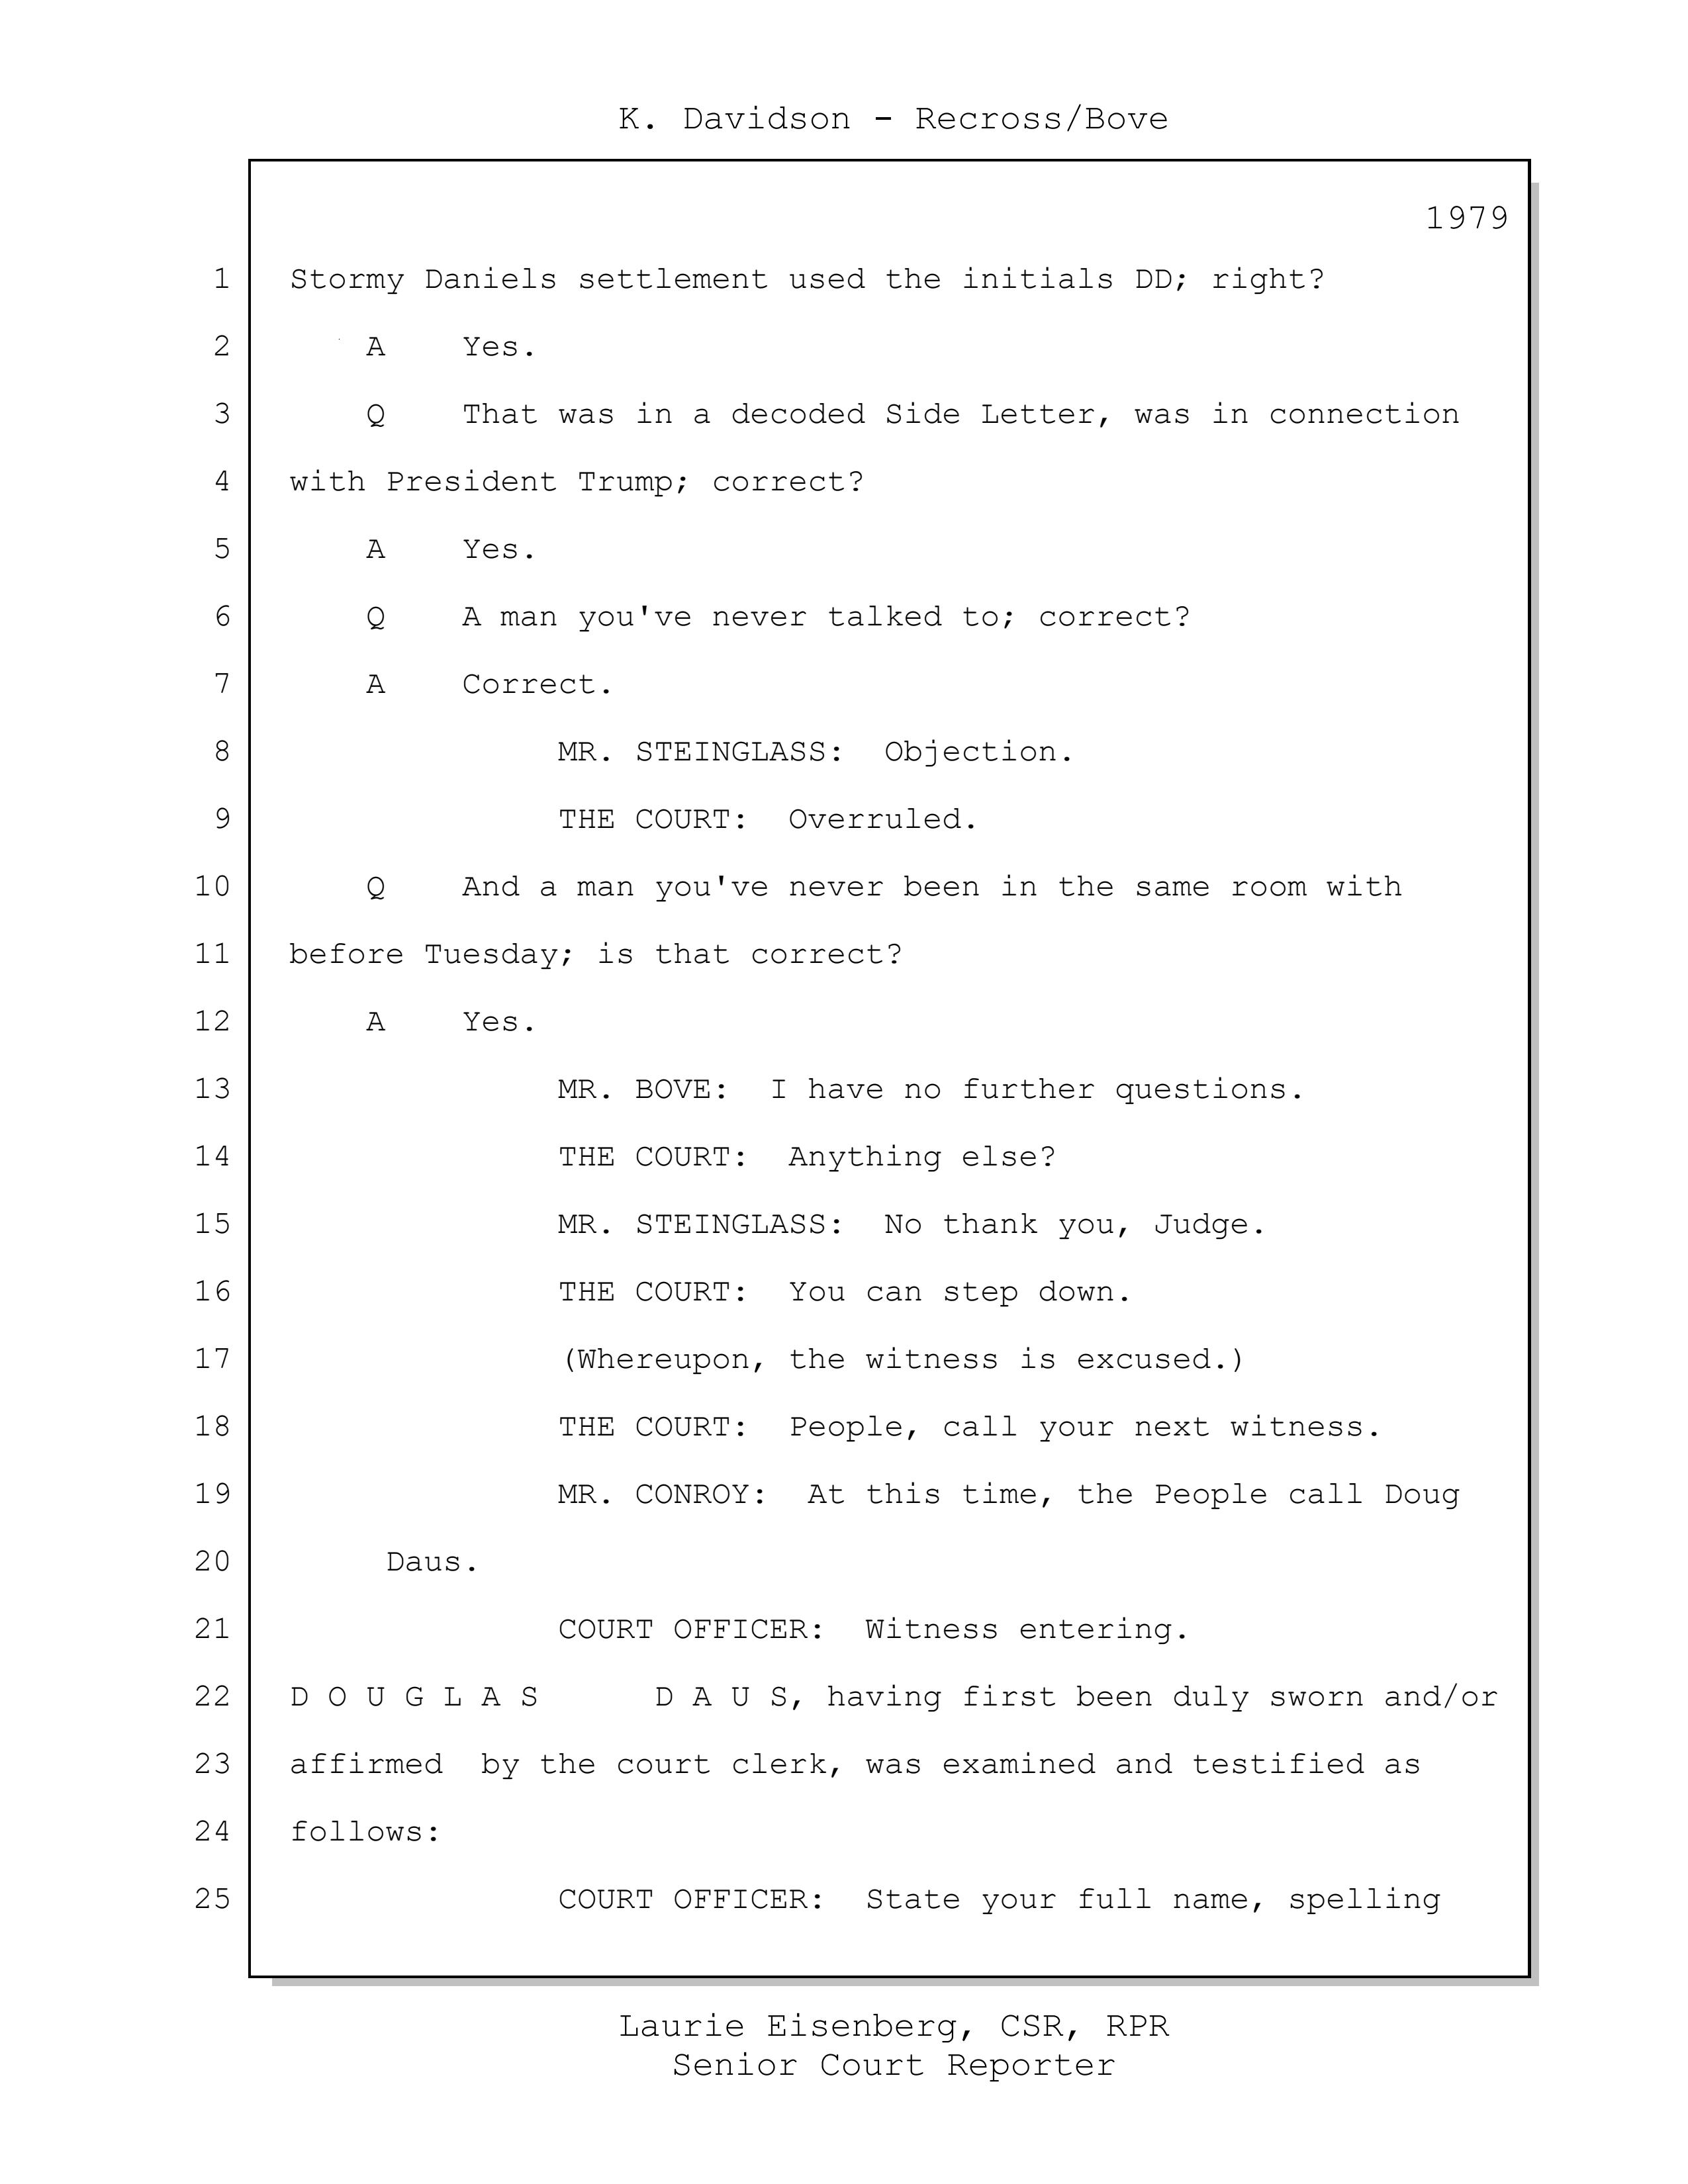 K. Davidson - Recross/Bove
1979
1 Stormy Daniels settlement used the initials DD; right?
2 A Yes.
3 Q That was in a decoded Side Letter, was in connection
4 with President Trump; correct?
5 A Yes.
6 Q A man you've never talked to; correct?
7 A Correct.
8 MR. STEINGLASS: Objection.
9 THE COURT: Overruled.
10 Q And a man you've never been in the same room with
11 before Tuesday; is that correct?
12 A Yes.
13 MR. BOVE: I have no further questions.
14 THE COURT: Anything else?
15 MR. STEINGLASS: No thank you, Judge.
16 THE COURT: You can step down.
17 (Whereupon, the witness is excused.)
18 THE COURT: People, call your next witness.
19 MR. CONROY: At this time, the People call Doug
20 Daus.
21 COURT OFFICER: Witness entering.
22 D O U G L A S D A U S, having first been duly sworn and/or
23 affirmed by the court clerk, was examined and testified as
24 follows:
25 COURT OFFICER: State your full name, spelling
Laurie Eisenberg, CSR, RPR
Senior Court Reporter